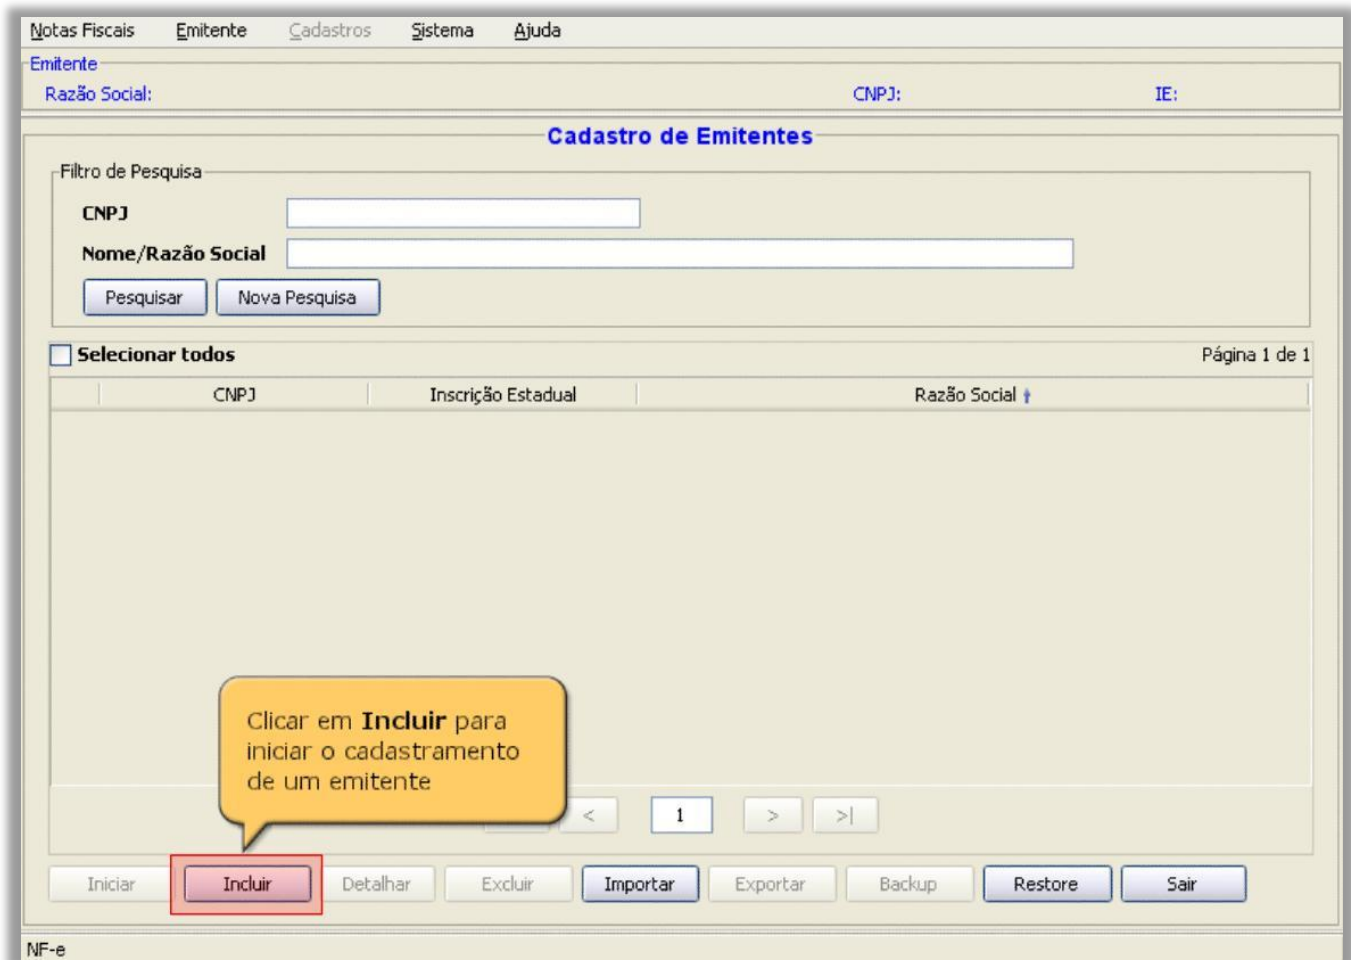 Notas Fiscais Emitente Cadastros Sistema Ajuda
Emitente
Razão Social: CNPJ: IE:
Cadastro de Emitentes
Filtro de Pesquisa
CNPJ
Nome/Razão Social
Pesquisar Nova Pesquisa
Selecionar todos Página 1 de 1
CNPJ Inscrição Estadual Razão Social
Clicar em Incluir para
iniciar o cadastramento
de um emitente
< 1 > >|
Iniciar Incluir Detalhar Excluir Importar Exportar Backup Restore Sair
NF-e